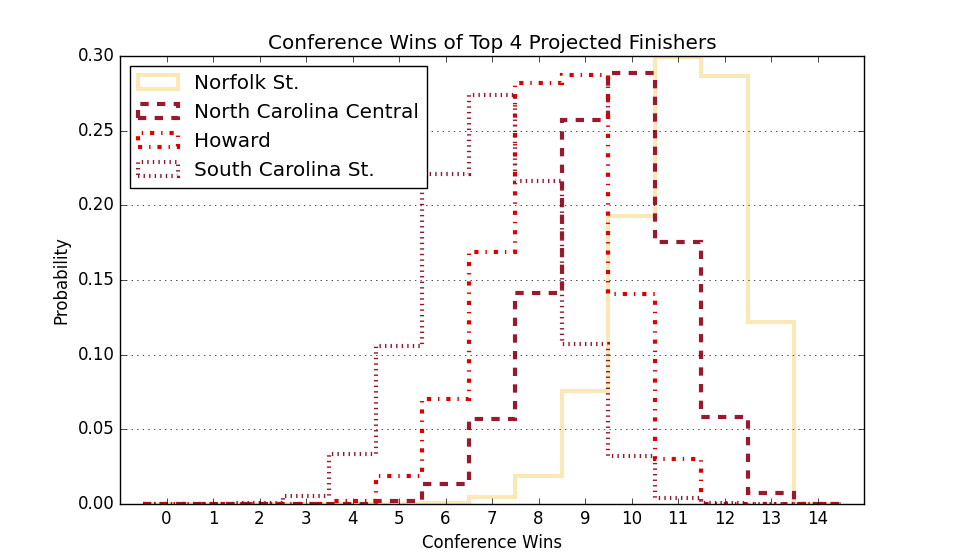 Conference Wins of Top 4 Projected Finishers
0.30
0.25
0.20
0.15
0.10
0.05
0.00
Probability
Norfolk St.
North Carolina Central
Howard
South Carolina St.
0 1 2 3 4 5 6 7 8 9 10 11 12 13 14
Conference Wins